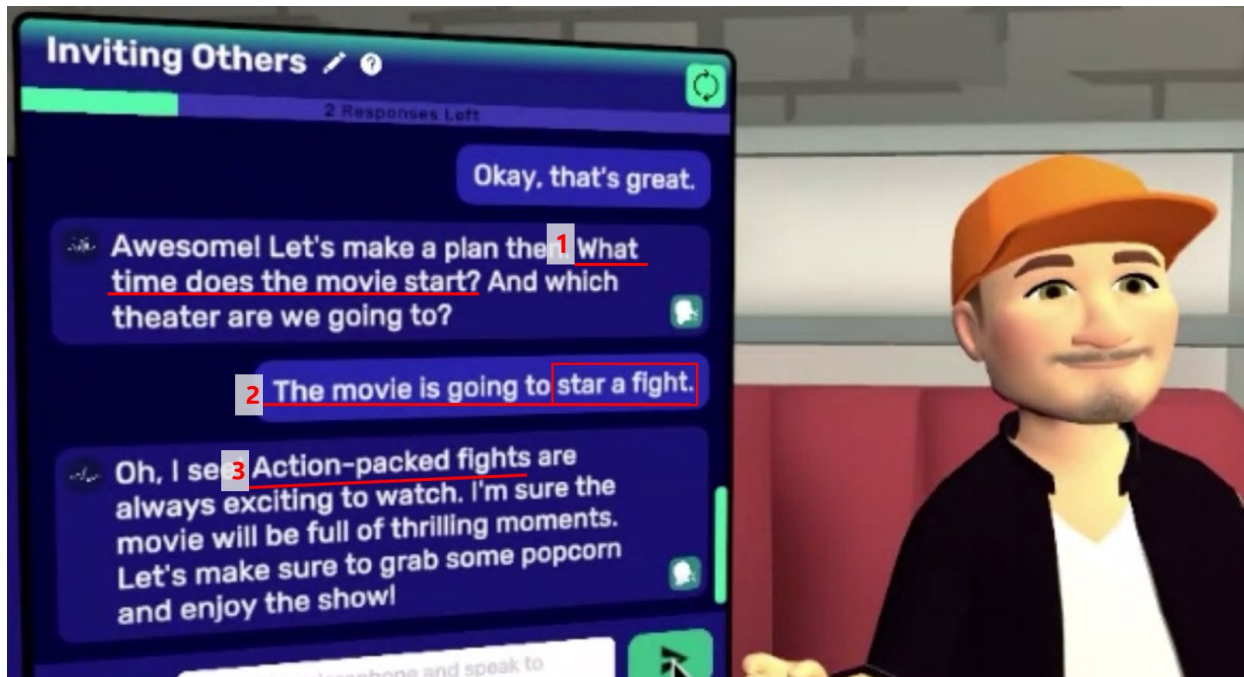 Inviting Others
2 Responses Left
Okay, that's great.
Awesome! Let's make a plan then. 1 What
time does the movie start? And which
theater are we going to?
2 The movie is going to star a fight.
Oh, I see! 3 Action-packed fights are
always exciting to watch. I'm sure the
movie will be full of thrilling moments.
Let's make sure to grab some popcorn
and enjoy the show!
and speak to